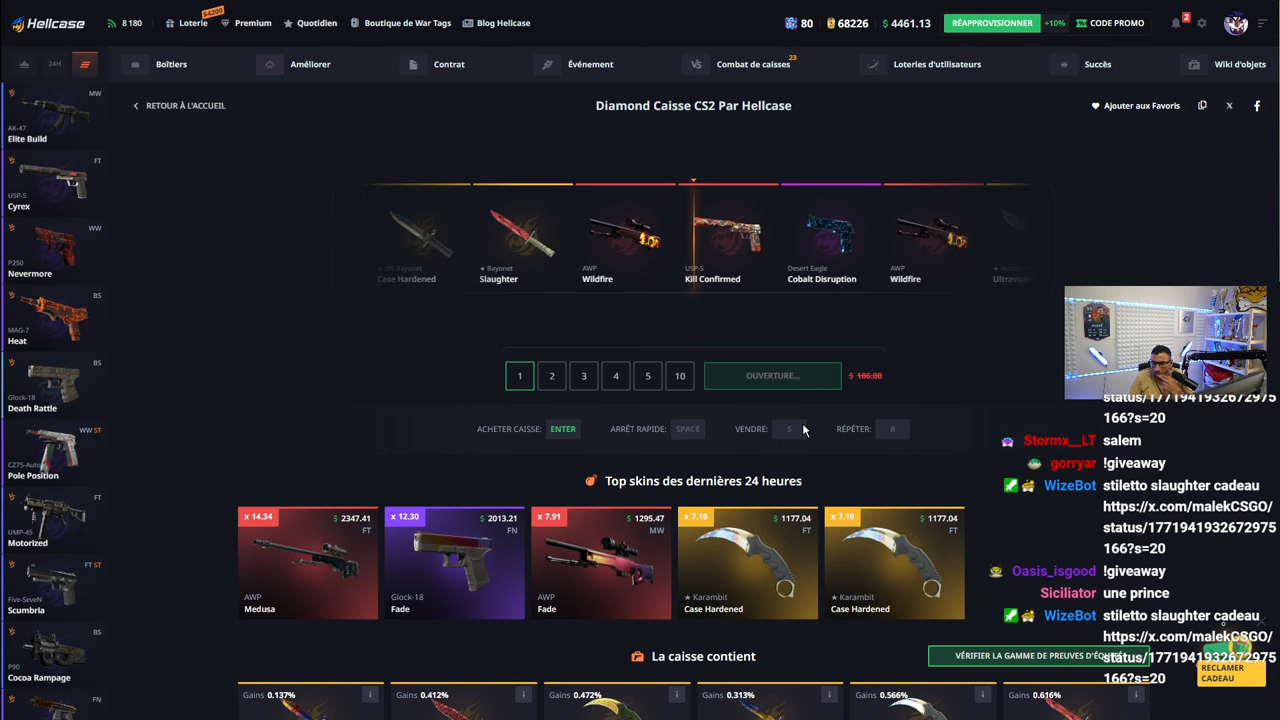 Hellcase
8 180
Loterie
$4200
Premium
Quotidien
Boutique de War Tags
Blog Hellcase
80
68226
$ 4461.13
RÉAPPROVISIONNER
+10%
CODE PROMO
2
24H
Boîtiers
Améliorer
Contrat
Événement
Combat de caisses
23
Loteries d'utilisateurs
Succès
Wiki d'objets
RETOUR À L'ACCUEIL
Diamond Caisse CS2 Par Hellcase
Ajouter aux Favoris
MW
AK-47
Elite Build
FT
USP-S
Cyrex
WW
P250
Nevermore
BS
MAG-7
Heat
BS
Glock-18
Death Rattle
WW ST
CZ75-Auto
Pole Position
FT
UMP-45
Motorized
FT ST
Five-SeveN
Scumbria
BS
P90
Cocoa Rampage
FN
★ M9 Bayonet
Case Hardened
★ Bayonet
Slaughter
AWP
Wildfire
USP-S
Kill Confirmed
Desert Eagle
Cobalt Disruption
AWP
Wildfire
Ultraviolet
1
2
3
4
5
10
OUVERTURE...
$ 186.00
ACHETER CAISSE: ENTER
ARRÊT RAPIDE: SPACE
VENDRE: S
RÉPÉTER: R
Top skins des dernières 24 heures
x 14.34
$ 2347.41
FT
AWP
Medusa
x 12.30
$ 2013.21
FN
Glock-18
Fade
x 7.91
$ 1295.47
MW
AWP
Fade
x 7.19
$ 1177.04
FT
★ Karambit
Case Hardened
x 7.19
$ 1177.04
FT
★ Karambit
Case Hardened
La caisse contient
VÉRIFIER LA GAMME DE PREUVES
Gains 0.137%
Gains 0.412%
Gains 0.472%
Gains 0.313%
Gains 0.566%
Gains 0.616%
status/1771941932672975
166?s=20
Stormx__LT salem
gorryar !giveaway
WizeBot stiletto slaughter cadeau
https://x.com/malekCSGO/
status/1771941932672975
166?s=20
Oasis_isgood !giveaway
Siciliator une prince
WizeBot stiletto slaughter cadeau
https://x.com/malekCSGO/
status/1771941932672975
166?s=20
RECLAMER
CADEAU